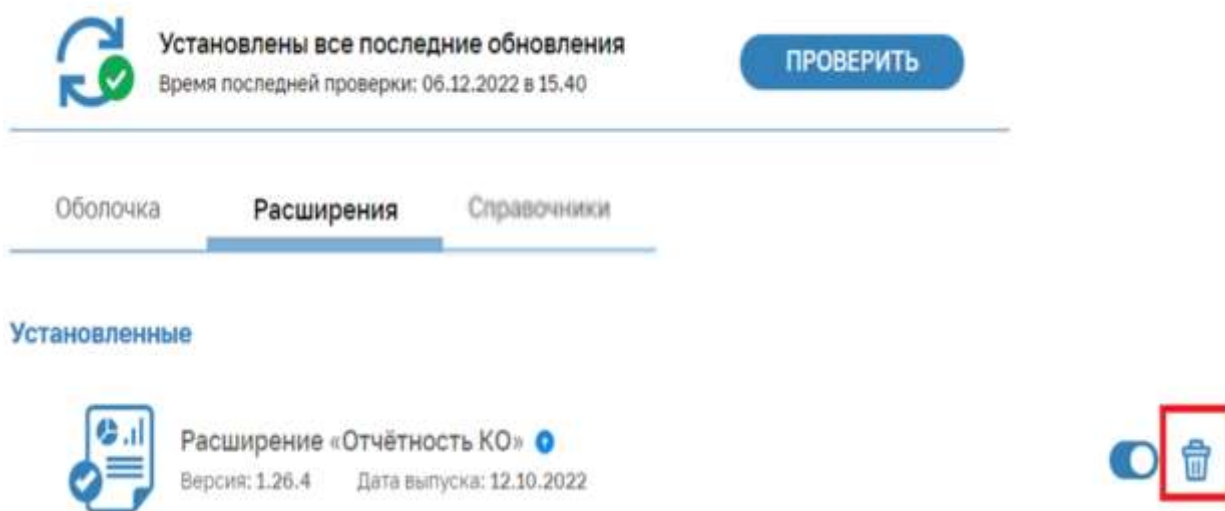 Установлены все последние обновления
Время последней проверки: 06.12.2022 в 15.40
ПРОВЕРИТЬ
Оболочка Расширения Справочники
Установленные
Расширение «Отчётность КО»
Версия: 1.26.4 Дата выпуска: 12.10.2022